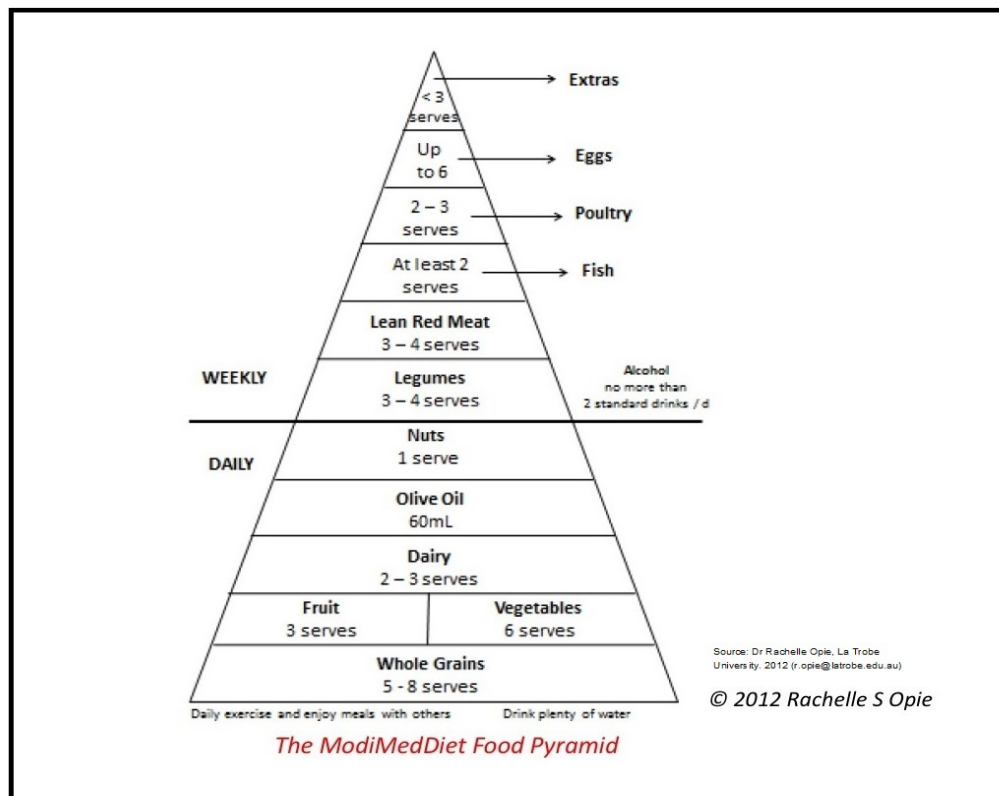 Extras
< 3
serves
Up
to 6
Eggs
2 – 3
serves
Poultry
At least 2
serves
Fish
Lean Red Meat
3 – 4 serves
WEEKLY
Legumes
3 – 4 serves
Alcohol
no more than
2 standard drinks / d
DAILY
Nuts
1 serve
Olive Oil
60mL
Dairy
2 – 3 serves
Fruit
3 serves
Vegetables
6 serves
Whole Grains
5 - 8 serves
Source: Dr Rachelle Opie, La Trobe
University. 2012 (r.opie@latrobe.edu.au)
© 2012 Rachelle S Opie
Daily exercise and enjoy meals with others
Drink plenty of water
The ModiMedDiet Food Pyramid